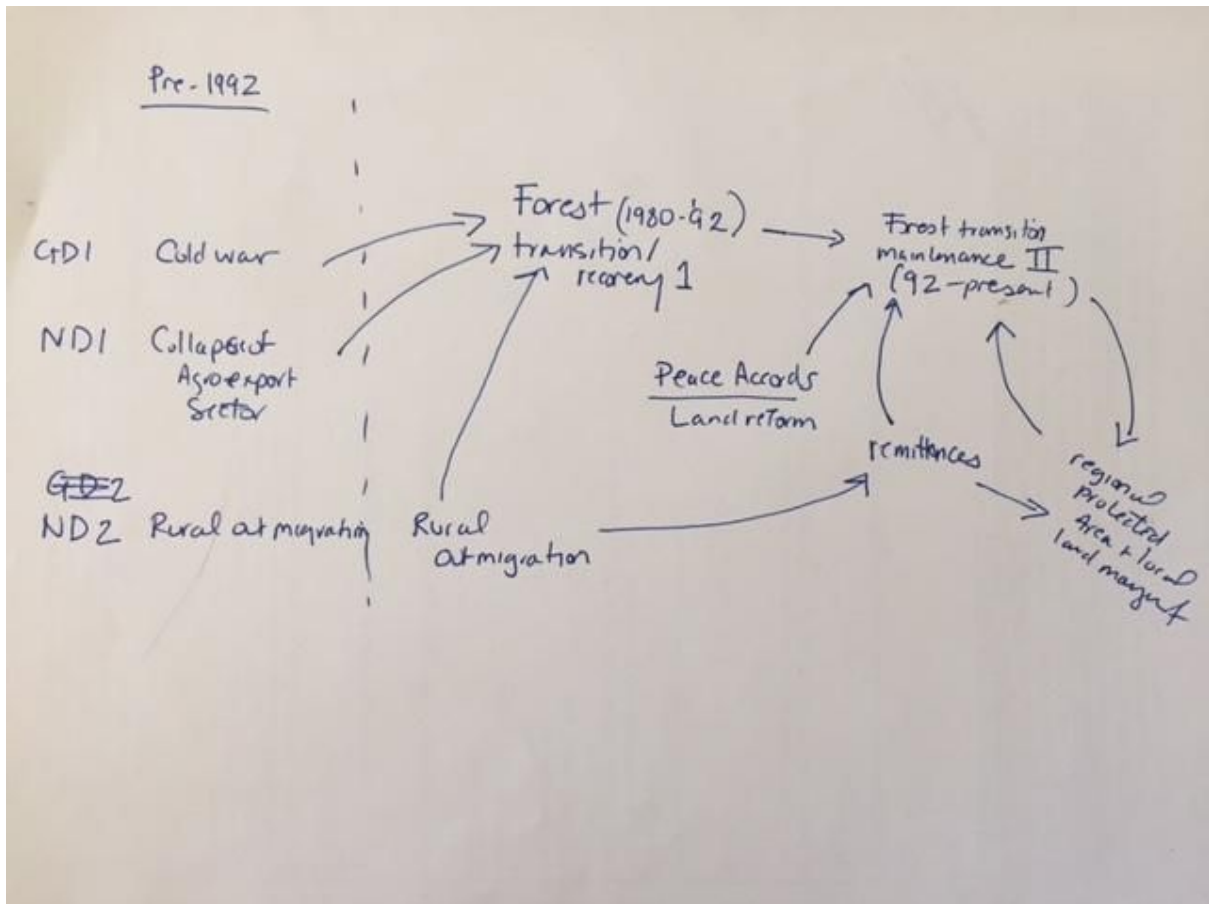 Pre-1992
GD1 Cold war
ND1 Collapse of
Agroexport
Sector
GD2
ND2 Rural outmigration
Forest (1980-92)
transition/
recovery 1
Rural
outmigration
Forest transition
maintenance II
(92-present)
Peace Accords
Land reform
remittances
regional
protected
Area + local
land mangmt